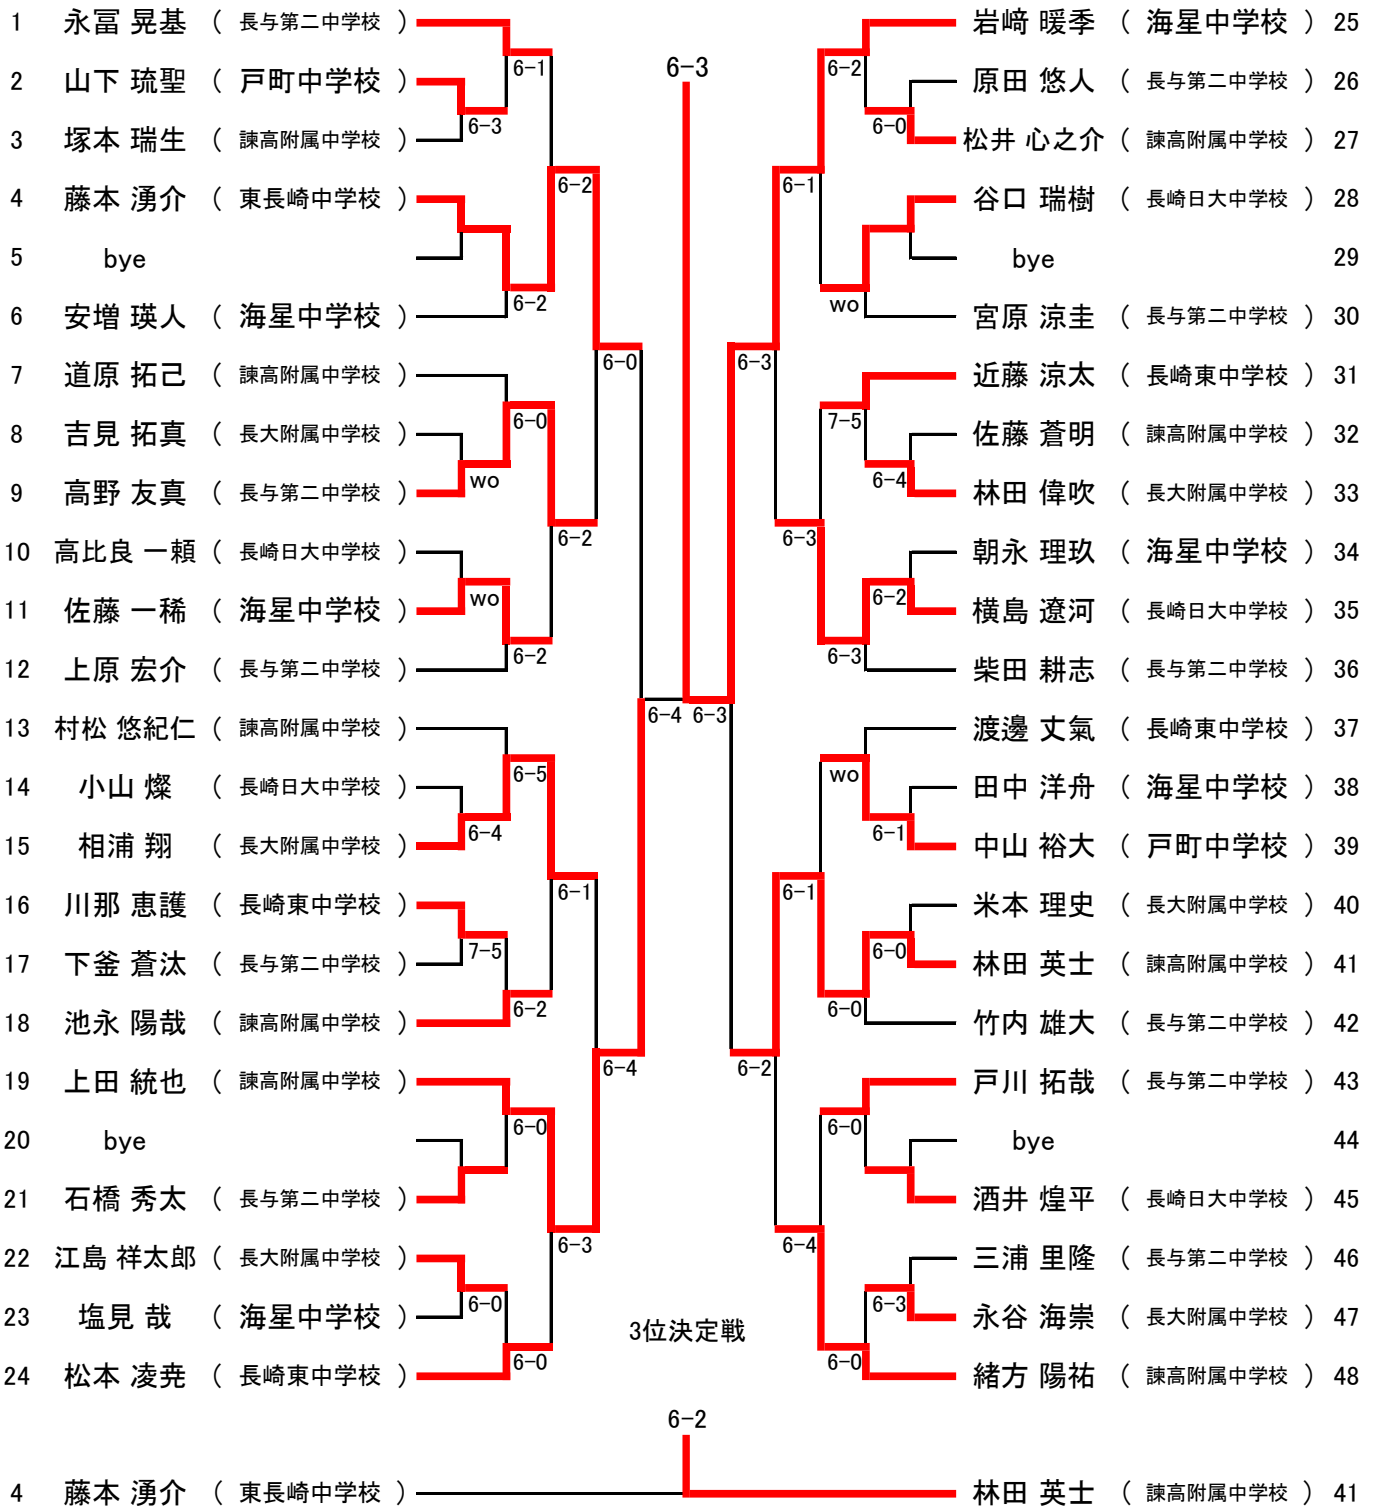 1 永冨 晃基 （ 長与第二中学校 ） 岩﨑 暖季 （ 海星中学校 ） 25
6-1 6-3 6-2
2 山下 琉聖 （ 戸町中学校 ） 原田 悠人 （ 長与第二中学校 ） 26
6-3 6-0
3 塚本 瑞生 （ 諫高附属中学校 ） 松井 心之介 （ 諫高附属中学校 ） 27
6-2 6-1
4 藤本 湧介 （ 東長崎中学校 ） 谷口 瑞樹 （ 長崎日大中学校 ） 28
5 bye bye 29
6-2 wo
6 安増 瑛人 （ 海星中学校 ） 宮原 涼圭 （ 長与第二中学校 ） 30
6-0 6-3
7 道原 拓己 （ 諫高附属中学校 ） 近藤 涼太 （ 長崎東中学校 ） 31
6-0 7-5
8 吉見 拓真 （ 長大附属中学校 ） 佐藤 蒼明 （ 諫高附属中学校 ） 32
wo 6-4
9 高野 友真 （ 長与第二中学校 ） 林田 偉吹 （ 長大附属中学校 ） 33
6-2 6-3
10 高比良 一頼 （ 長崎日大中学校 ） 朝永 理玖 （ 海星中学校 ） 34
wo 6-2
11 佐藤 一稀 （ 海星中学校 ） 横島 遼河 （ 長崎日大中学校 ） 35
6-2 6-3
12 上原 宏介 （ 長与第二中学校 ） 柴田 耕志 （ 長与第二中学校 ） 36
6-4 6-3
13 村松 悠紀仁 （ 諫高附属中学校 ） 渡邊 丈氣 （ 長崎東中学校 ） 37
6-5 wo
14 小山 燦 （ 長崎日大中学校 ） 田中 洋舟 （ 海星中学校 ） 38
6-4 6-1
15 相浦 翔 （ 長大附属中学校 ） 中山 裕大 （ 戸町中学校 ） 39
6-1 6-1
16 川那 恵護 （ 長崎東中学校 ） 米本 理史 （ 長大附属中学校 ） 40
7-5 6-0
17 下釜 蒼汰 （ 長与第二中学校 ） 林田 英士 （ 諫高附属中学校 ） 41
6-2 6-0
18 池永 陽哉 （ 諫高附属中学校 ） 竹内 雄大 （ 長与第二中学校 ） 42
6-4 6-2
19 上田 統也 （ 諫高附属中学校 ） 戸川 拓哉 （ 長与第二中学校 ） 43
6-0 6-0
20 bye bye 44
21 石橋 秀太 （ 長与第二中学校 ） 酒井 煌平 （ 長崎日大中学校 ） 45
6-3 6-4
22 江島 祥太郎 （ 長大附属中学校 ） 三浦 里隆 （ 長与第二中学校 ） 46
6-0 6-3
23 塩見 哉 （ 海星中学校 ） 3位決定戦 永谷 海崇 （ 長大附属中学校 ） 47
6-0 6-0
24 松本 凌尭 （ 長崎東中学校 ） 緒方 陽祐 （ 諫高附属中学校 ） 48
6-2
4 藤本 湧介 （ 東長崎中学校 ） 林田 英士 （ 諫高附属中学校 ） 41